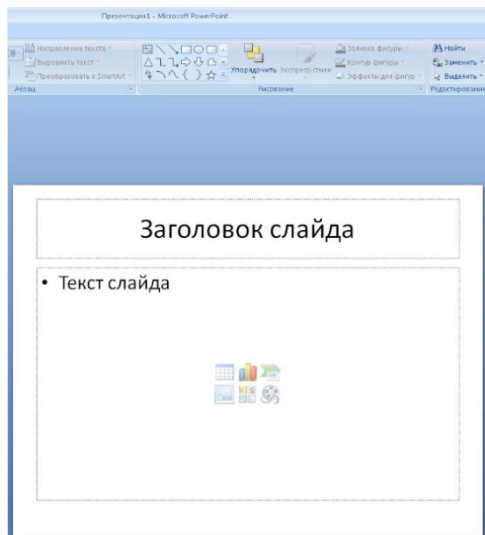 Презентация1 - Microsoft PowerPoint
Направление текста
Выровнять текст
Преобразовать в SmartArt
Абзац
Упорядочить
Экспресс-стили
Заливка фигуры
Контур фигуры
Эффекты для фигур
Рисование
Найти
Заменить
Выделить
Редактирование
Заголовок слайда
• Текст слайда